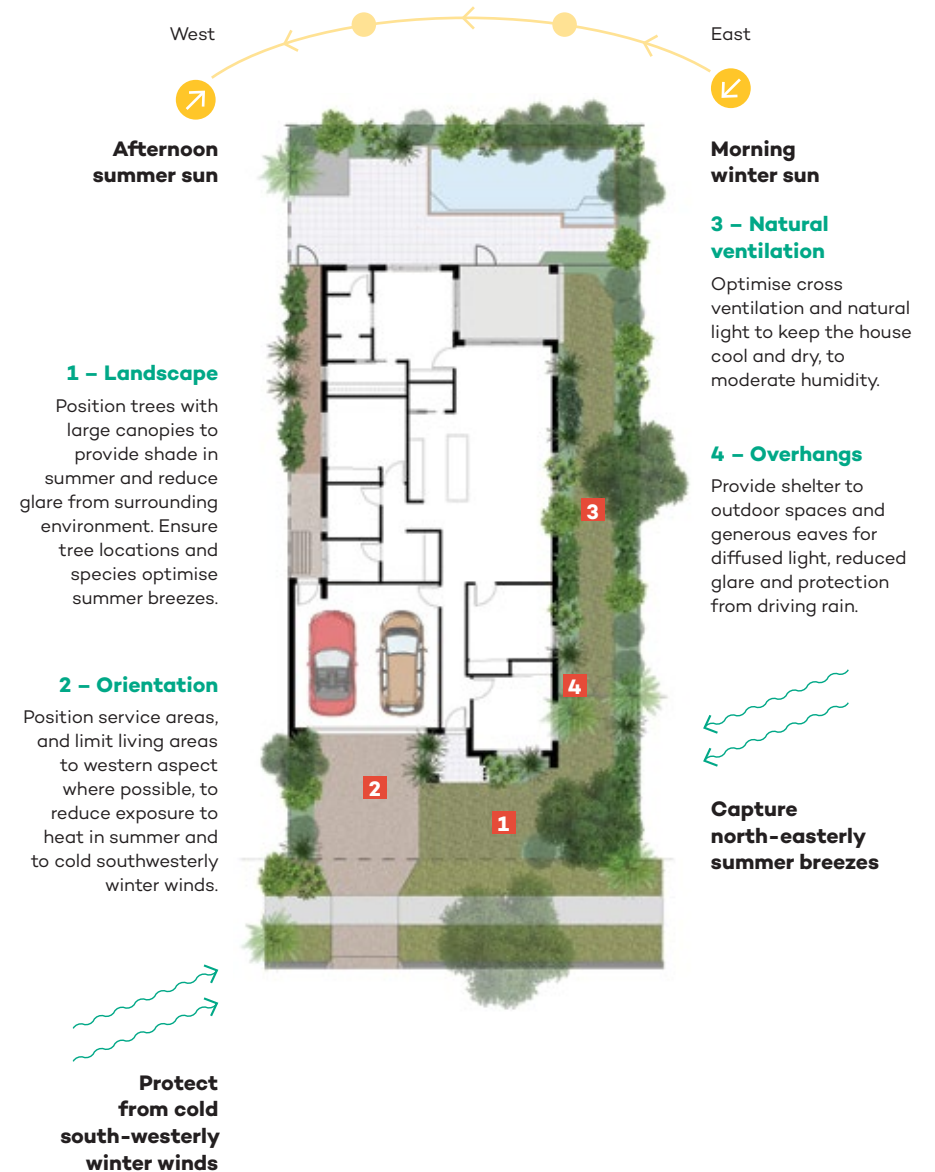 West
East
Afternoon
summer sun
Morning
winter sun
3 – Natural
ventilation
Optimise cross
ventilation and natural
light to keep the house
cool and dry, to
moderate humidity.
1 – Landscape
Position trees with
large canopies to
provide shade in
summer and reduce
glare from surrounding
environment. Ensure
tree locations and
species optimise
summer breezes.
4 – Overhangs
Provide shelter to
outdoor spaces and
generous eaves for
diffused light, reduced
glare and protection
from driving rain.
3
4
2 – Orientation
Position service areas,
and limit living areas
to western aspect
where possible, to
reduce exposure to
heat in summer and
to cold southwesterly
winter winds.
2
1
Capture
north-easterly
summer breezes
Protect
from cold
south-westerly
winter winds